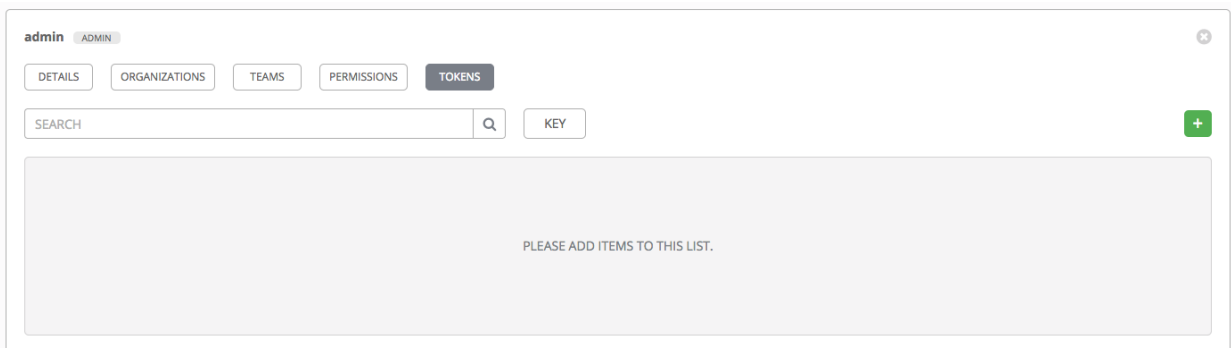 admin ADMIN
DETAILS ORGANIZATIONS TEAMS PERMISSIONS TOKENS
SEARCH KEY +
PLEASE ADD ITEMS TO THIS LIST.